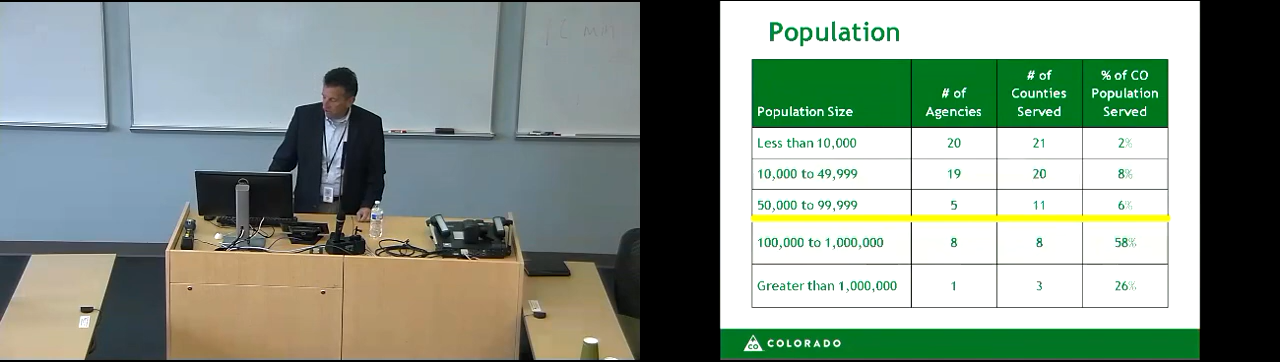 Population
Population Size # of Agencies # of Counties Served % of CO Population Served
Less than 10,000 20 21 2%
10,000 to 49,999 19 20 8%
50,000 to 99,999 5 11 6%
100,000 to 1,000,000 8 8 58%
Greater than 1,000,000 1 3 26%
CO COLORADO